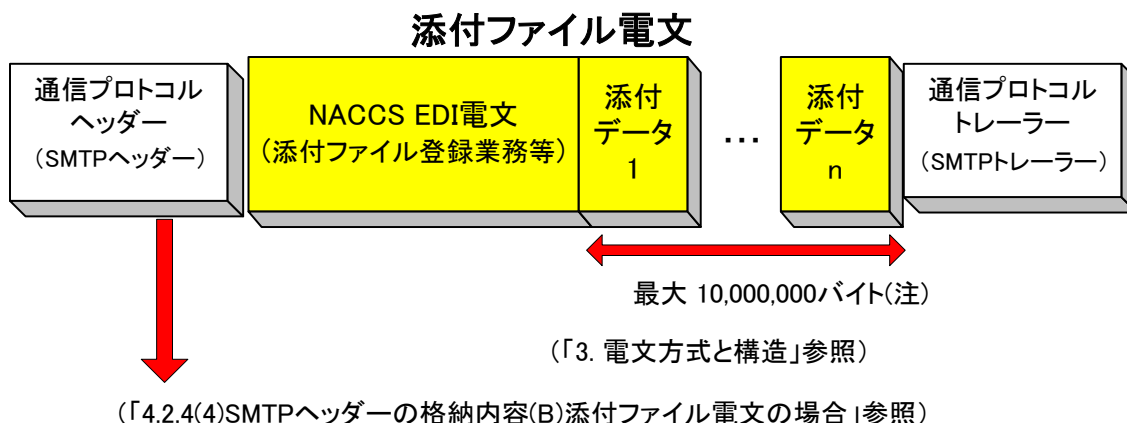 添付ファイル電文
通信プロトコル
ヘッダー
(SMTPヘッダー)
NACCS EDI電文
(添付ファイル登録業務等)
添付
データ
1
...
添付
データ
n
通信プロトコル
トレーラー
(SMTPトレーラー)
最大 10,000,000バイト(注)
(「3. 電文方式と構造」参照)
(「4.2.4(4)SMTPヘッダーの格納内容(B)添付ファイル電文の場合」参照)